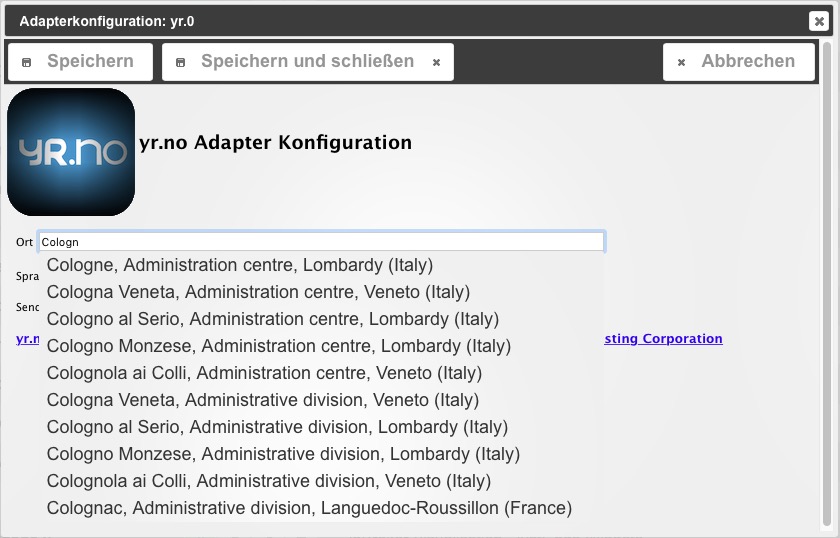 Adapterkonfiguration: yr.0
Speichern
Speichern und schließen
Abbrechen
yr.no
yr.no Adapter Konfiguration
Ort Cologn
Cologne, Administration centre, Lombardy (Italy)
Spra
Cologna Veneta, Administration centre, Veneto (Italy)
Send
Cologno al Serio, Administration centre, Lombardy (Italy)
yr.n
sting Corporation
Cologno Monzese, Administration centre, Lombardy (Italy)
Colognola ai Colli, Administration centre, Veneto (Italy)
Cologna Veneta, Administrative division, Veneto (Italy)
Cologno al Serio, Administrative division, Lombardy (Italy)
Cologno Monzese, Administrative division, Lombardy (Italy)
Colognola ai Colli, Administrative division, Veneto (Italy)
Colognac, Administrative division, Languedoc-Roussillon (France)